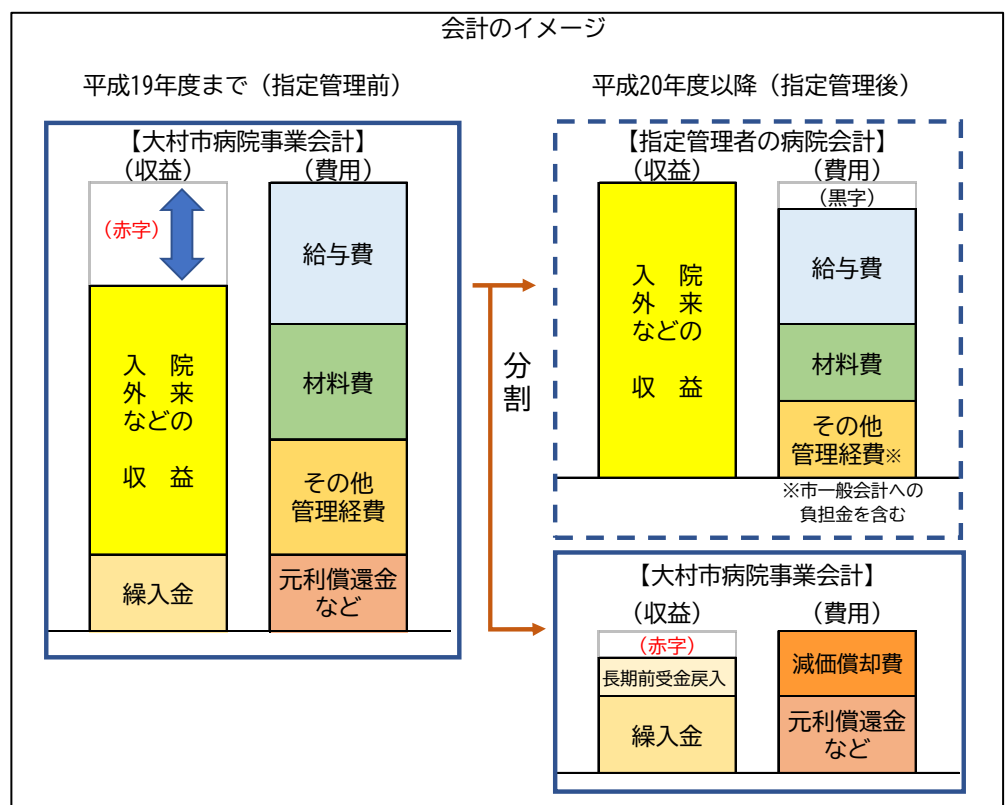 会計のイメージ
平成19年度まで（指定管理前）
【大村市病院事業会計】
（収益）
（費用）
（赤字）
入　院
外　来
などの
収　益
繰入金
給与費
材料費
その他
管理経費
元利償還金
など
分
割
平成20年度以降（指定管理後）
【指定管理者の病院会計】
（収益）
（費用）
入　院
外　来
などの
収　益
（黒字）
給与費
材料費
その他
管理経費※
※市一般会計への
負担金を含む
【大村市病院事業会計】
（収益）
（費用）
（赤字）
長期前受金戻入
繰入金
減価償却費
元利償還金
など